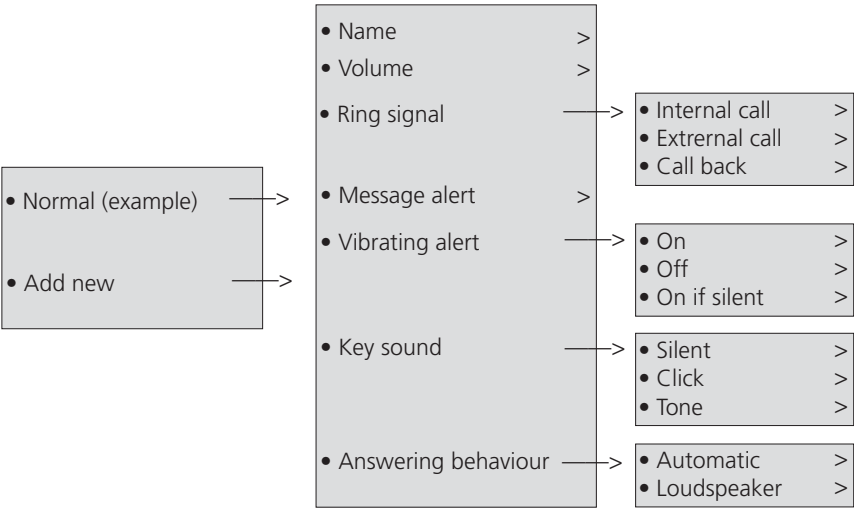 • Normal (example) >
• Add new >
• Name >
• Volume >
• Ring signal >
• Message alert >
• Vibrating alert >
• Key sound >
• Answering behaviour >
• Internal call >
• Extrernal call >
• Call back >
• On >
• Off >
• On if silent >
• Silent >
• Click >
• Tone >
• Automatic >
• Loudspeaker >